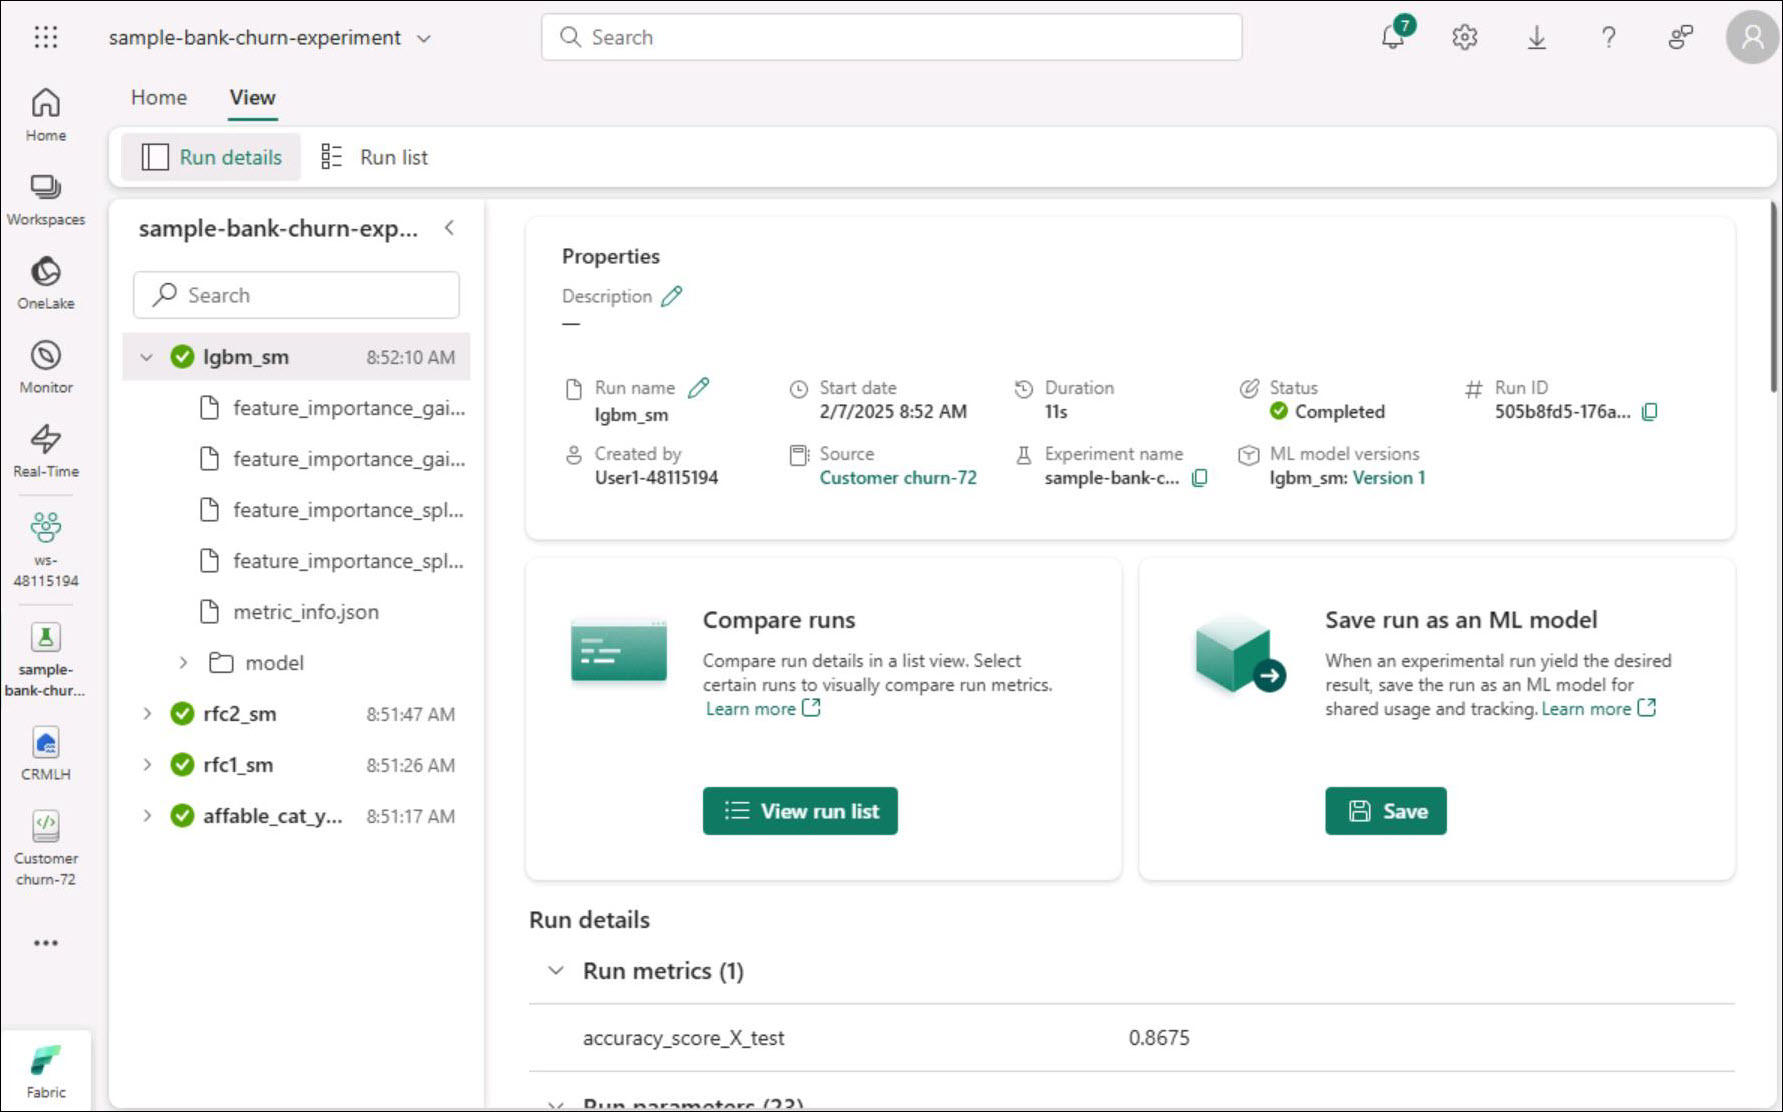 sample-bank-churn-experiment
Search
7
Home
View
Run details
Run list
Home
Workspaces
OneLake
Monitor
Real-Time
ws-
48115194
sample-
bank-chur...
CRMLH
Customer
churn-72
Fabric
sample-bank-churn-exp...
Search
lgbm_sm 8:52:10 AM
feature_importance_gai...
feature_importance_gai...
feature_importance_spl...
feature_importance_spl...
metric_info.json
model
rfc2_sm 8:51:47 AM
rfc1_sm 8:51:26 AM
affable_cat_y... 8:51:17 AM
Properties
Description
—
Run name
lgbm_sm
Start date
2/7/2025 8:52 AM
Duration
11s
Status
Completed
Run ID
505b8fd5-176a...
Created by
User1-48115194
Source
Customer churn-72
Experiment name
sample-bank-c...
ML model versions
lgbm_sm: Version 1
Compare runs
Compare run details in a list view. Select
certain runs to visually compare run metrics.
Learn more
View run list
Save run as an ML model
When an experimental run yield the desired
result, save the run as an ML model for
shared usage and tracking. Learn more
Save
Run details
Run metrics (1)
accuracy_score_X_test 0.8675
Run parameters (23)